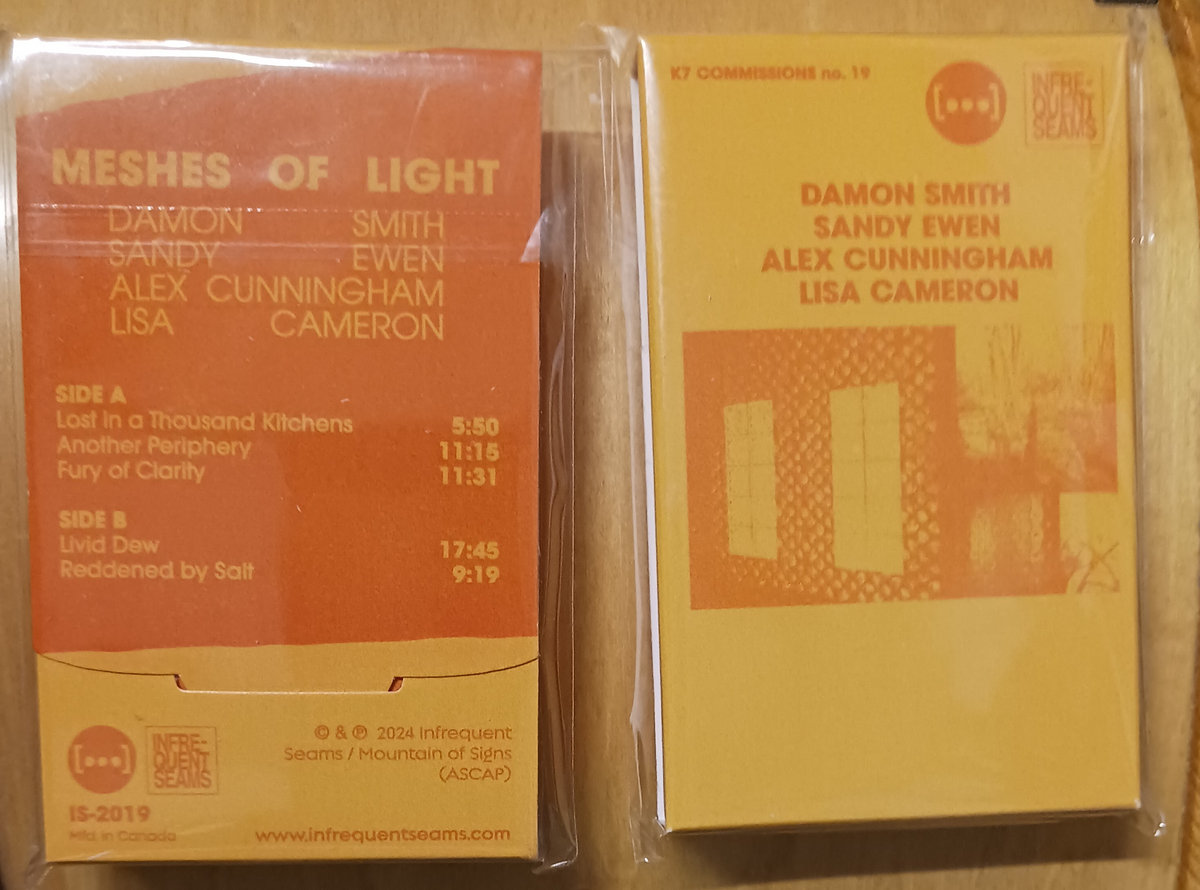 MESHES OF LIGHT
DAMON SMITH
SANDY EWEN
ALEX CUNNINGHAM
LISA CAMERON
SIDE A
Lost in a Thousand Kitchens 5:50
Another Periphery 11:15
Fury of Clarity 11:31
SIDE B
Livid Dew 17:45
Reddened by Salt 9:19
[•••]
INFRE-
QUENT
SEAMS
© & ℗ 2024 Infrequent
Seams / Mountain of Signs
(ASCAP)
IS-2019
Mfd. in Canada
www.infrequentseams.com
K7 COMMISSIONS no. 19
[•••]
INFRE-
QUENT
SEAMS
DAMON SMITH
SANDY EWEN
ALEX CUNNINGHAM
LISA CAMERON